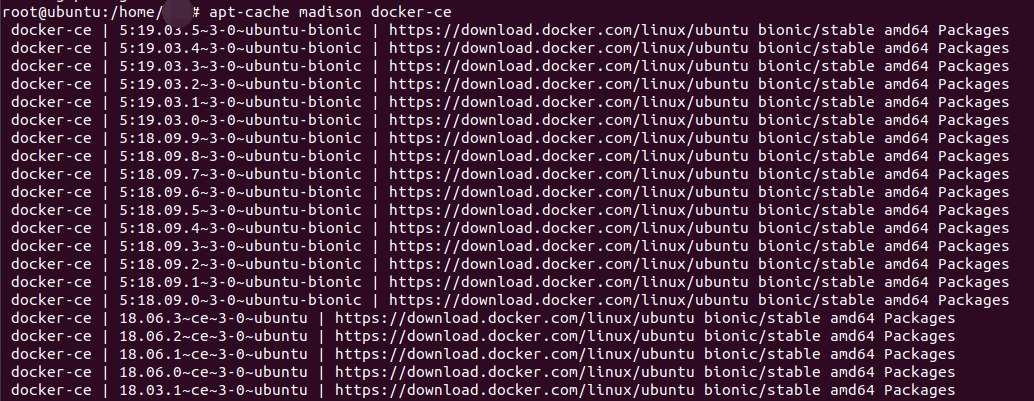 root@ubuntu:/home/ # apt-cache madison docker-ce
docker-ce | 5:19.03.5~3-0~ubuntu-bionic | https://download.docker.com/linux/ubuntu bionic/stable amd64 Packages
docker-ce | 5:19.03.4~3-0~ubuntu-bionic | https://download.docker.com/linux/ubuntu bionic/stable amd64 Packages
docker-ce | 5:19.03.3~3-0~ubuntu-bionic | https://download.docker.com/linux/ubuntu bionic/stable amd64 Packages
docker-ce | 5:19.03.2~3-0~ubuntu-bionic | https://download.docker.com/linux/ubuntu bionic/stable amd64 Packages
docker-ce | 5:19.03.1~3-0~ubuntu-bionic | https://download.docker.com/linux/ubuntu bionic/stable amd64 Packages
docker-ce | 5:19.03.0~3-0~ubuntu-bionic | https://download.docker.com/linux/ubuntu bionic/stable amd64 Packages
docker-ce | 5:18.09.9~3-0~ubuntu-bionic | https://download.docker.com/linux/ubuntu bionic/stable amd64 Packages
docker-ce | 5:18.09.8~3-0~ubuntu-bionic | https://download.docker.com/linux/ubuntu bionic/stable amd64 Packages
docker-ce | 5:18.09.7~3-0~ubuntu-bionic | https://download.docker.com/linux/ubuntu bionic/stable amd64 Packages
docker-ce | 5:18.09.6~3-0~ubuntu-bionic | https://download.docker.com/linux/ubuntu bionic/stable amd64 Packages
docker-ce | 5:18.09.5~3-0~ubuntu-bionic | https://download.docker.com/linux/ubuntu bionic/stable amd64 Packages
docker-ce | 5:18.09.4~3-0~ubuntu-bionic | https://download.docker.com/linux/ubuntu bionic/stable amd64 Packages
docker-ce | 5:18.09.3~3-0~ubuntu-bionic | https://download.docker.com/linux/ubuntu bionic/stable amd64 Packages
docker-ce | 5:18.09.2~3-0~ubuntu-bionic | https://download.docker.com/linux/ubuntu bionic/stable amd64 Packages
docker-ce | 5:18.09.1~3-0~ubuntu-bionic | https://download.docker.com/linux/ubuntu bionic/stable amd64 Packages
docker-ce | 5:18.09.0~3-0~ubuntu-bionic | https://download.docker.com/linux/ubuntu bionic/stable amd64 Packages
docker-ce | 18.06.3~ce~3-0~ubuntu | https://download.docker.com/linux/ubuntu bionic/stable amd64 Packages
docker-ce | 18.06.2~ce~3-0~ubuntu | https://download.docker.com/linux/ubuntu bionic/stable amd64 Packages
docker-ce | 18.06.1~ce~3-0~ubuntu | https://download.docker.com/linux/ubuntu bionic/stable amd64 Packages
docker-ce | 18.06.0~ce~3-0~ubuntu | https://download.docker.com/linux/ubuntu bionic/stable amd64 Packages
docker-ce | 18.03.1~ce~3-0~ubuntu | https://download.docker.com/linux/ubuntu bionic/stable amd64 Packages